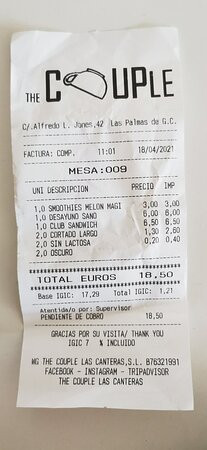 THE COUPLE
C/.Alfredo L. Jones,42 Las Palmas de G.C.
FACTURA: COMP. 11:01 18/04/2021
MESA:009
UNI DESCRIPCION PRECIO IMP
1,0 SMOOTHIES MELON MAGI 3,00 3,00
1,0 DESAYUNO SANO 6,00 6,00
1,0 CLUB SANDWICH 6,50 6,50
2,0 CORTADO LARGO 1,30 2,60
2,0 SIN LACTOSA 0,20 0,40
2,0 OSCURO
TOTAL EUROS 18,50
Base IGIC: 17,29 Total IGIC: 1,21
Atendido/a por: Supervisor
PENDIENTE DE COBRO 18,50
GRACIAS POR SU VISITA/ THANK YOU
IGIC 7 % INCLUIDO
WG THE COUPLE LAS CANTERAS,S.L. B76321991
FACEBOOK - INSTAGRAM - TRIPADVISOR
THE COUPLE LAS CANTERAS